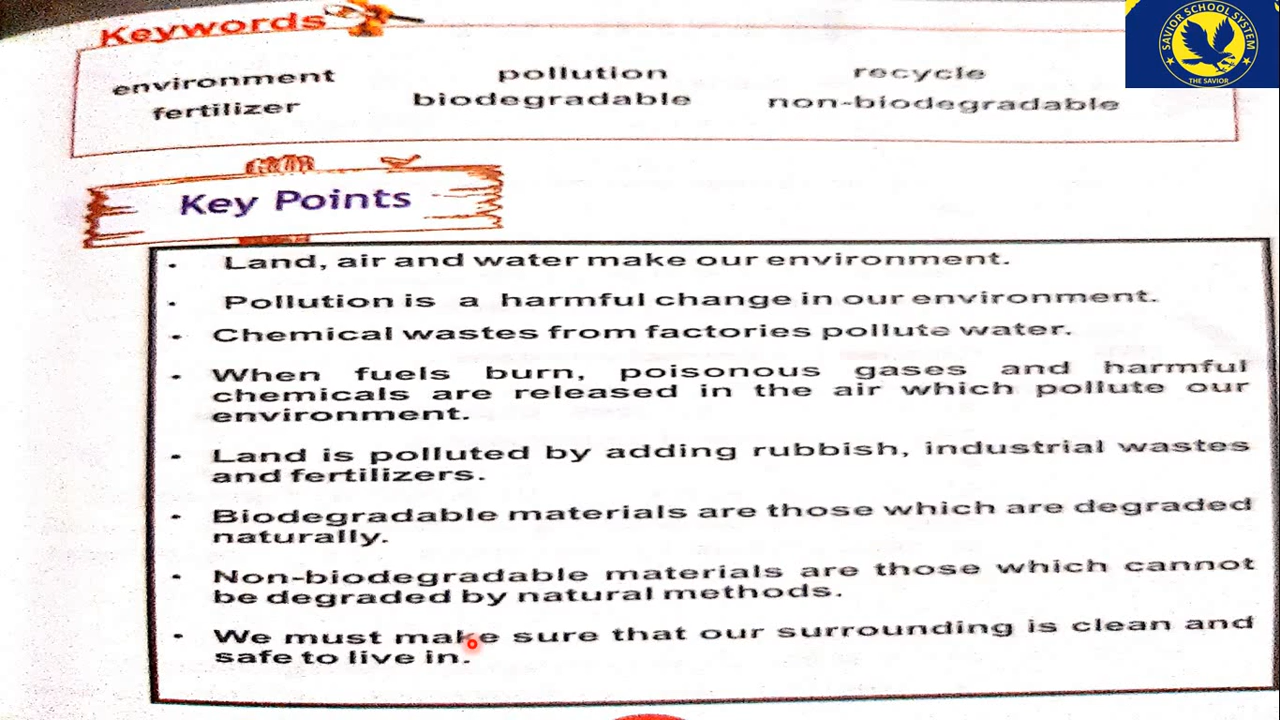 Keywords
SAVIOR SCHOOL SYSTEM
THE SAVIOR
environment pollution recycle
fertilizer biodegradable non-biodegradable
Key Points
• Land, air and water make our environment.
• Pollution is a harmful change in our environment.
• Chemical wastes from factories pollute water.
• When fuels burn, poisonous gases and harmful
chemicals are released in the air which pollute our
environment.
• Land is polluted by adding rubbish, industrial wastes
and fertilizers.
• Biodegradable materials are those which are degraded
naturally.
• Non-biodegradable materials are those which cannot
be degraded by natural methods.
• We must make sure that our surrounding is clean and
safe to live in.